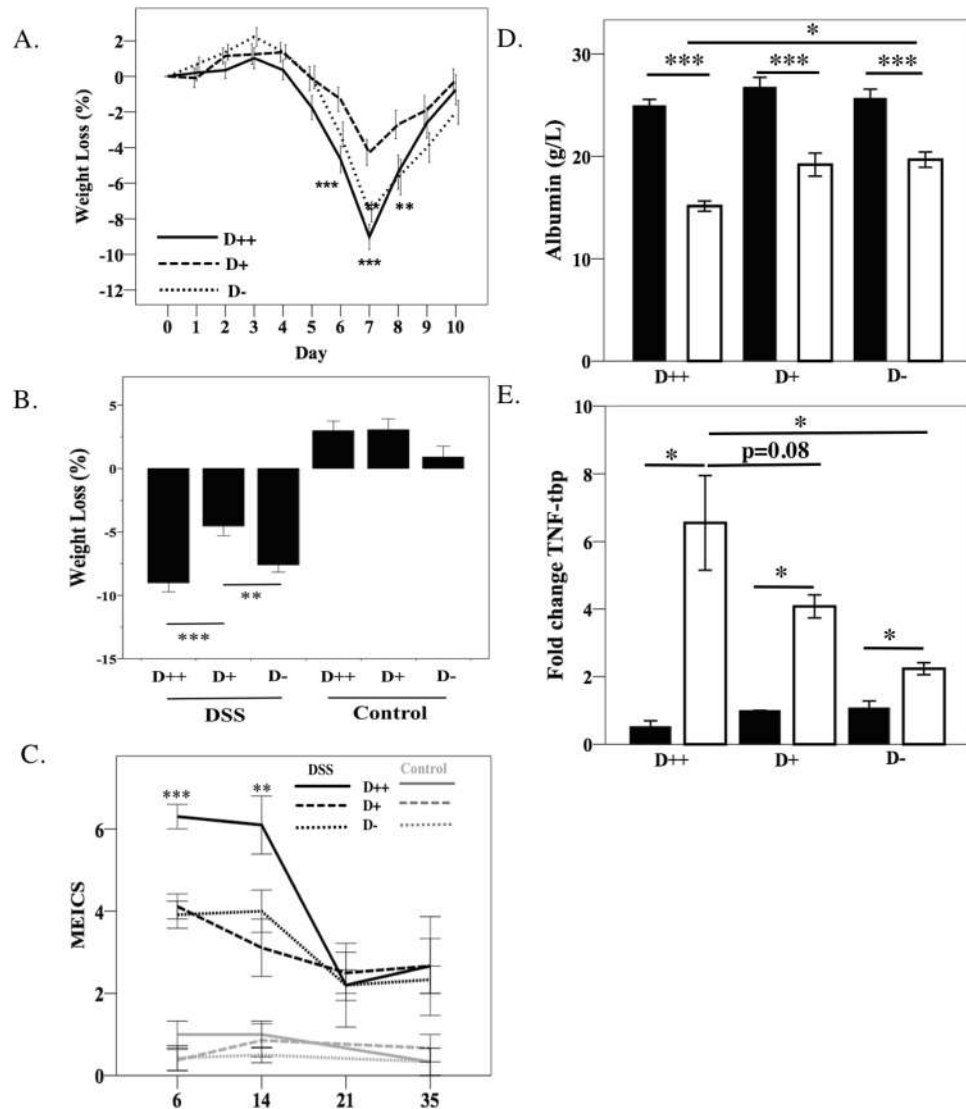 A.
2
0
-2
-4
-6
-8
-10
-12
Weight Loss (%)
***
**
**
***
D++
D+
D-
0 1 2 3 4 5 6 7 8 9 10
Day
B.
5
0
-5
-10
-15
Weight Loss (%)
**
***
D++ D+ D- D++ D+ D-
DSS Control
C.
DSS Control
D++
D+
D-
***
**
6
4
2
0
MEICS
6 14 21 35
D.
*
*** *** ***
30
20
10
0
Albumin (g/L)
D++ D+ D-
E.
10
8
6
4
2
0
Fold change TNF-tbp
*
* p=0.08
*
*
D++ D+ D-